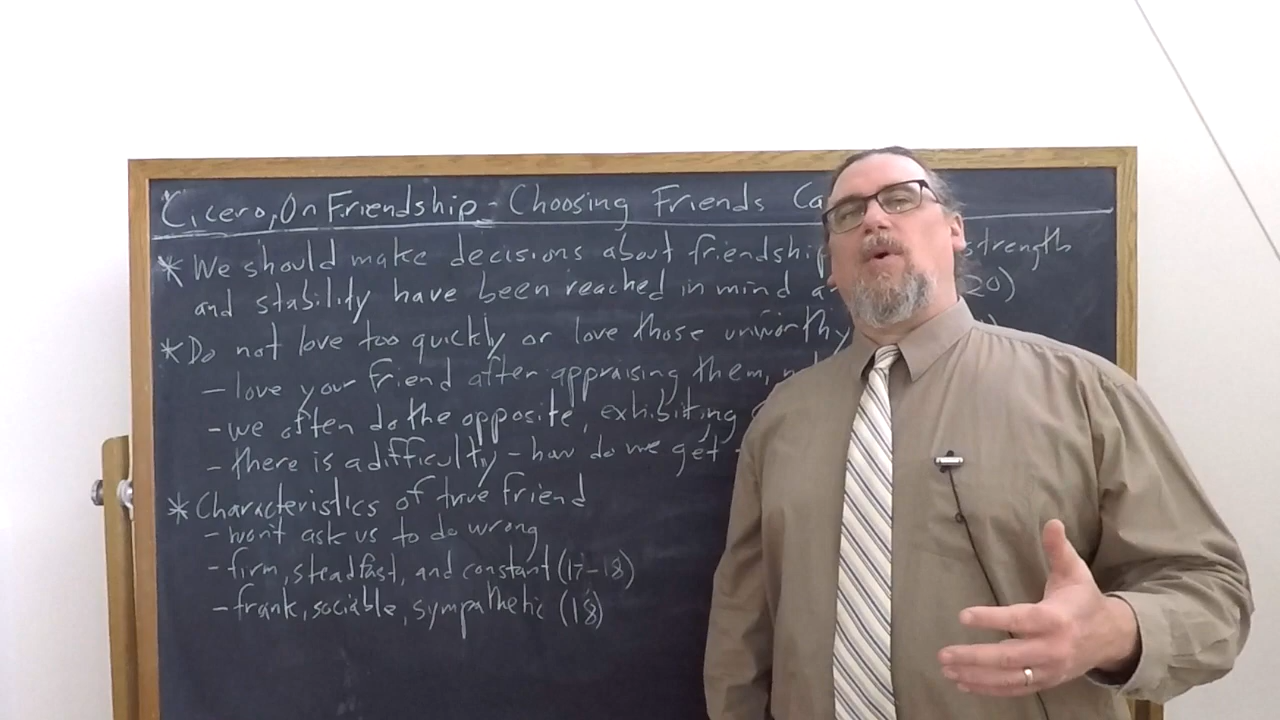 Cicero, On Friendship - Choosing Friends Ca
* We should make decisions about friendship strength
and stability have been reached in mind a 20)
* Do not love too quickly or love those unworthy
- love your friend after appraising them,
- we often do the opposite, exhibiting
- there is a difficulty - how do we get
* Characteristics of true friend
- won't ask us to do wrong
- firm, steadfast, and constant (17-18)
- frank, sociable, sympathetic (18)